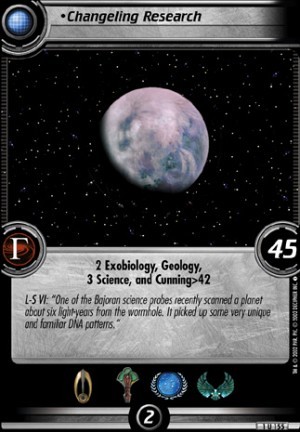 •Changeling Research
Γ
45
2 Exobiology, Geology,
3 Science, and Cunning>42
L-S VI: "One of the Bajoran science probes recently scanned a planet
about six light-years from the wormhole. It picked up some very unique
and familiar DNA patterns."
2
1 U 155